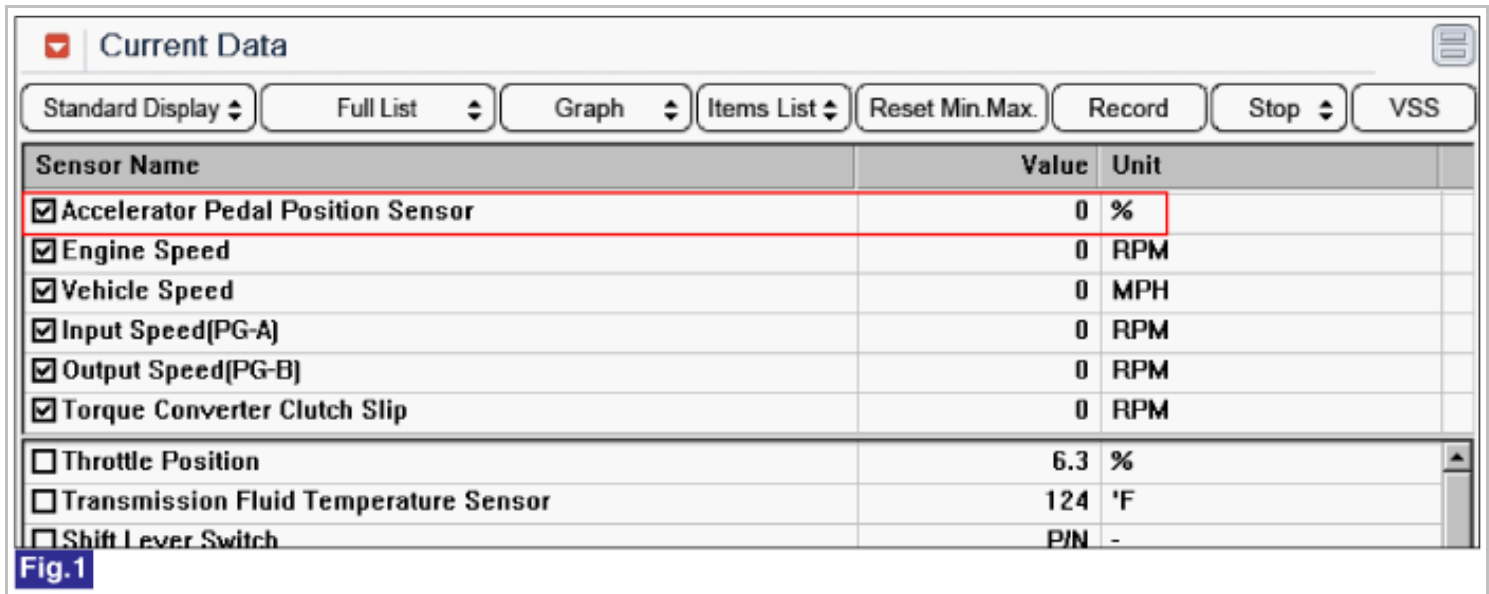 Current Data
Standard Display Full List Graph Items List Reset Min.Max. Record Stop VSS
Sensor Name Value Unit
Accelerator Pedal Position Sensor 0 %
Engine Speed 0 RPM
Vehicle Speed 0 MPH
Input Speed(PG-A) 0 RPM
Output Speed(PG-B) 0 RPM
Torque Converter Clutch Slip 0 RPM
Throttle Position 6.3 %
Transmission Fluid Temperature Sensor 124 'F
Shift Lever Switch P/N -
Fig.1